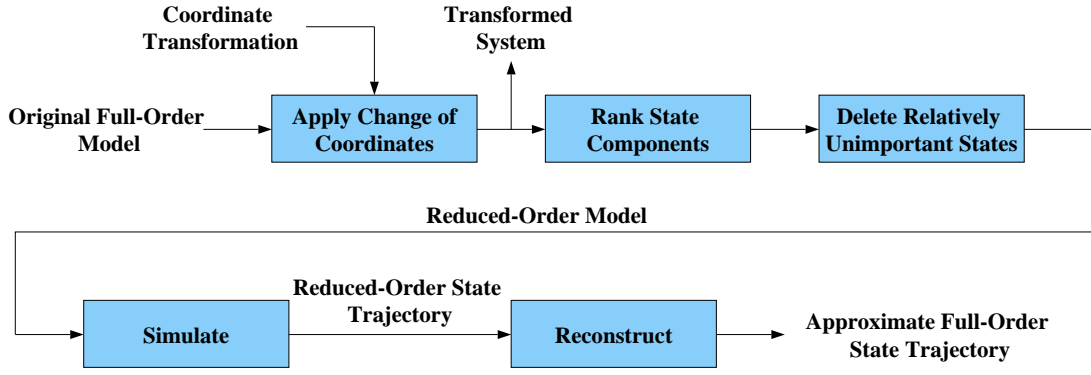 Coordinate
Transformation
Transformed
System
Original Full-Order
Model
Apply Change of
Coordinates
Rank State
Components
Delete Relatively
Unimportant States
Reduced-Order Model
Simulate
Reduced-Order State
Trajectory
Reconstruct
Approximate Full-Order
State Trajectory